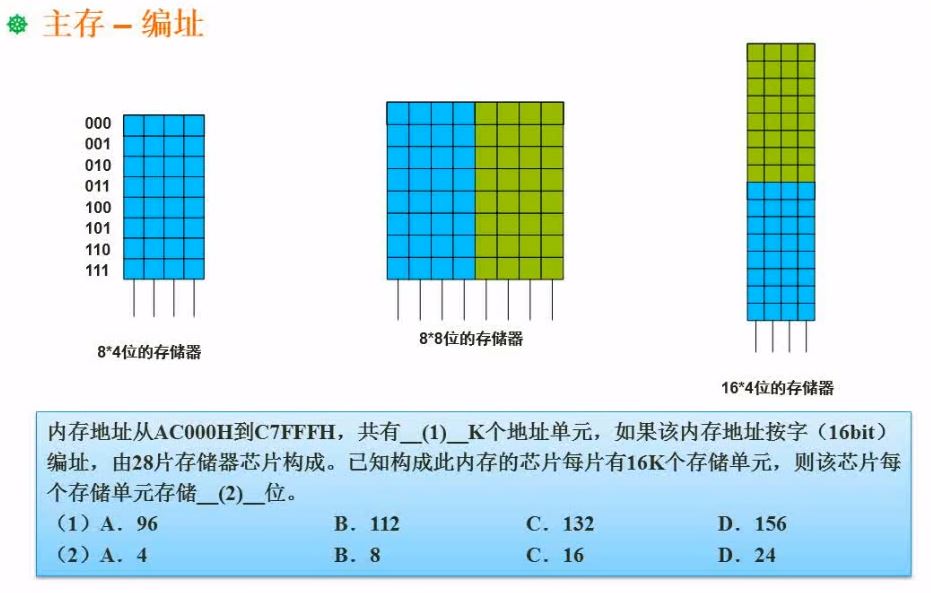 主存 – 编址
000
001
010
011
100
101
110
111
8*4位的存储器
8*8位的存储器
16*4位的存储器
内存地址从AC000H到C7FFFH，共有__(1)__K个地址单元，如果该内存地址按字（16bit）
编址，由28片存储器芯片构成。已知构成此内存的芯片每片有16K个存储单元，则该芯片每
个存储单元存储__(2)__位。
（1）A．96 B．112 C．132 D．156
（2）A．4 B．8 C．16 D．24